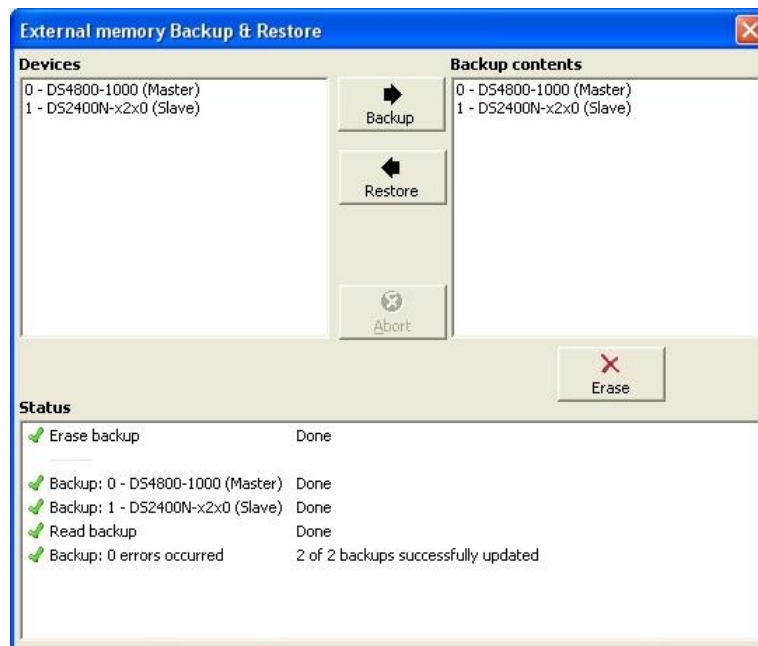 External memory Backup & Restore
Devices
0 - DS4800-1000 (Master)
1 - DS2400N-x2x0 (Slave)
Backup
Restore
Abort
Backup contents
0 - DS4800-1000 (Master)
1 - DS2400N-x2x0 (Slave)
Erase
Status
Erase backup Done
Backup: 0 - DS4800-1000 (Master) Done
Backup: 1 - DS2400N-x2x0 (Slave) Done
Read backup Done
Backup: 0 errors occurred 2 of 2 backups successfully updated